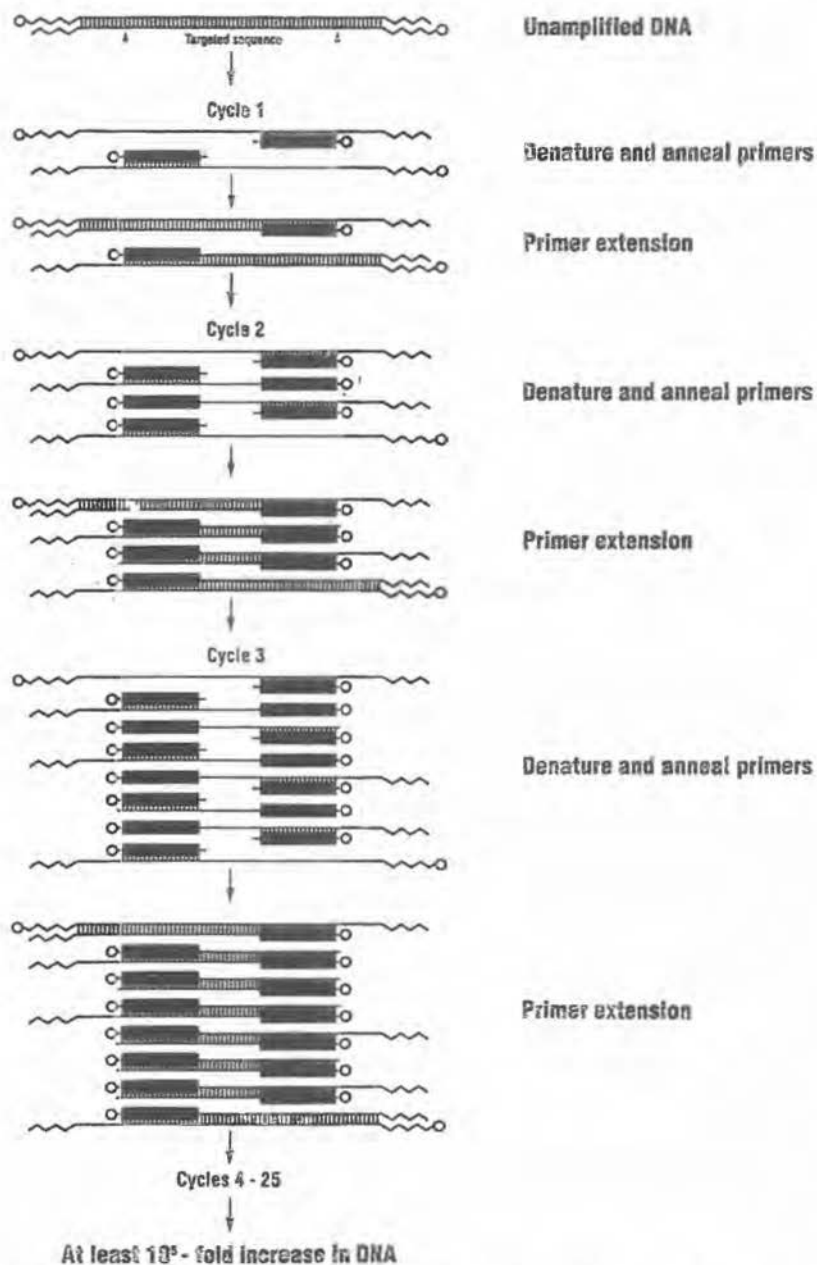 Unamplified DNA
Targeted sequence
Cycle 1
Denature and anneal primers
Primer extension
Cycle 2
Denature and anneal primers
Primer extension
Cycle 3
Denature and anneal primers
Primer extension
Cycles 4 - 25
At least 10⁵ - fold increase in DNA